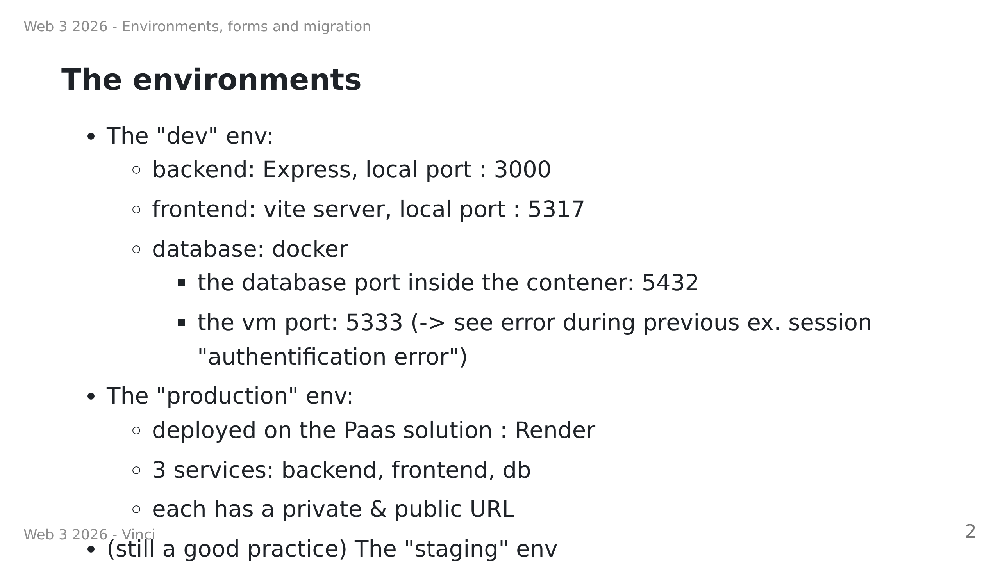 Web 3 2026 - Environments, forms and migration
The environments
• The "dev" env:
◦ backend: Express, local port : 3000
◦ frontend: vite server, local port : 5317
◦ database: docker
▪ the database port inside the contener: 5432
▪ the vm port: 5333 (-> see error during previous ex. session
"authentification error")
• The "production" env:
◦ deployed on the Paas solution : Render
◦ 3 services: backend, frontend, db
◦ each has a private & public URL
• (still a good practice) The "staging" env
Web 3 2026 - Vinci
2